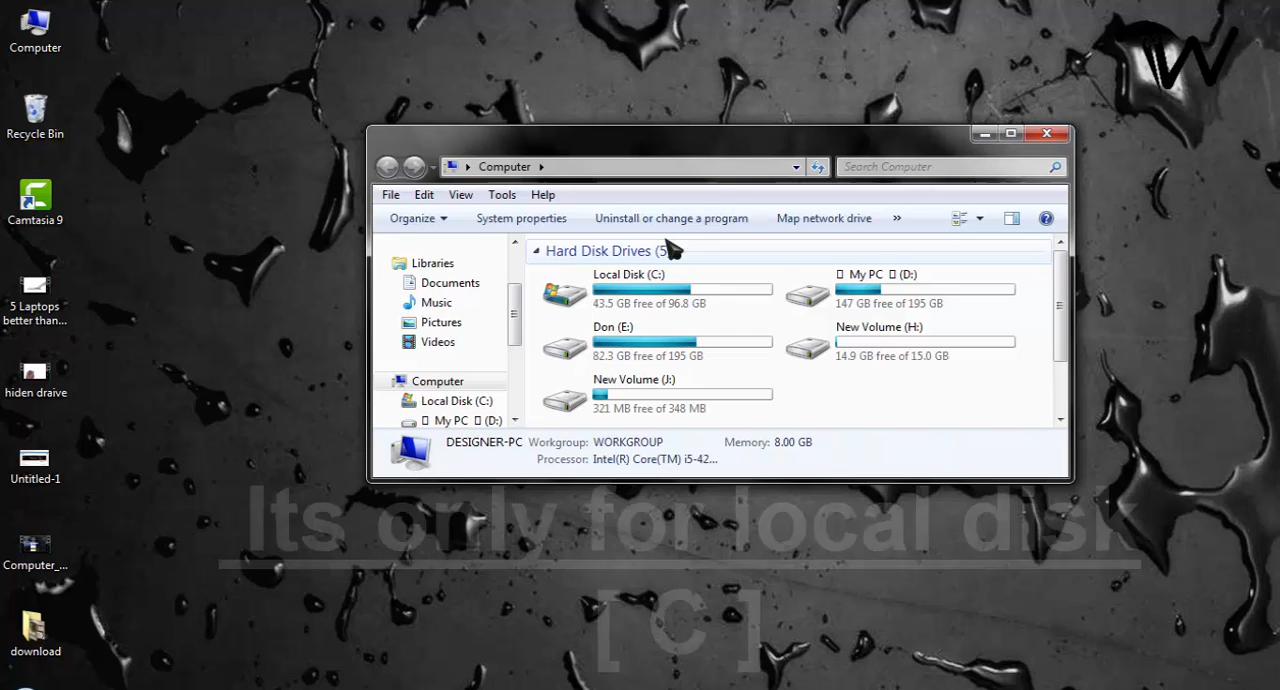 Computer
Recycle Bin
Camtasia 9
5 Laptops
better than...
hiden draive
Untitled-1
Computer_...
download
W
Computer
Search Computer
File Edit View Tools Help
Organize System properties Uninstall or change a program Map network drive »
Libraries
Documents
Music
Pictures
Videos
Computer
Local Disk (C:)
My PC (D:)
Hard Disk Drives (5
Local Disk (C:)
43.5 GB free of 96.8 GB
My PC (D:)
147 GB free of 195 GB
Don (E:)
82.3 GB free of 195 GB
New Volume (H:)
14.9 GB free of 15.0 GB
New Volume (J:)
321 MB free of 348 MB
DESIGNER-PC Workgroup: WORKGROUP Memory: 8.00 GB
Processor: Intel(R) Core(TM) i5-42...
Its only for local disk
[ C ]